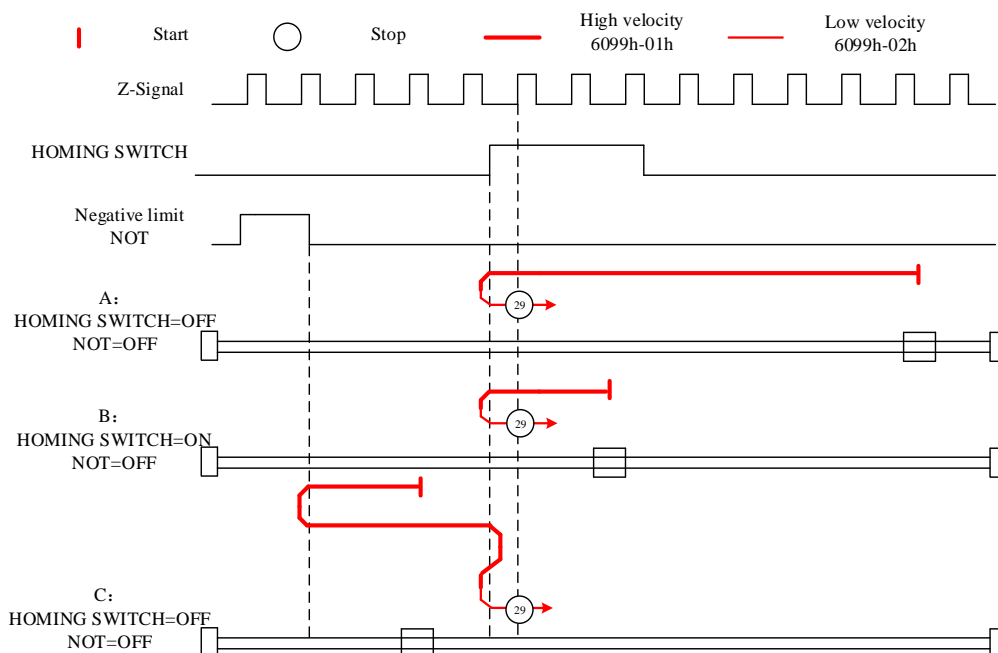 Start
Stop
High velocity
6099h-01h
Low velocity
6099h-02h
Z-Signal
HOMING SWITCH
Negative limit
NOT
A：
HOMING SWITCH=OFF
NOT=OFF
29
B：
HOMING SWITCH=ON
NOT=OFF
29
C：
HOMING SWITCH=OFF
NOT=OFF
29